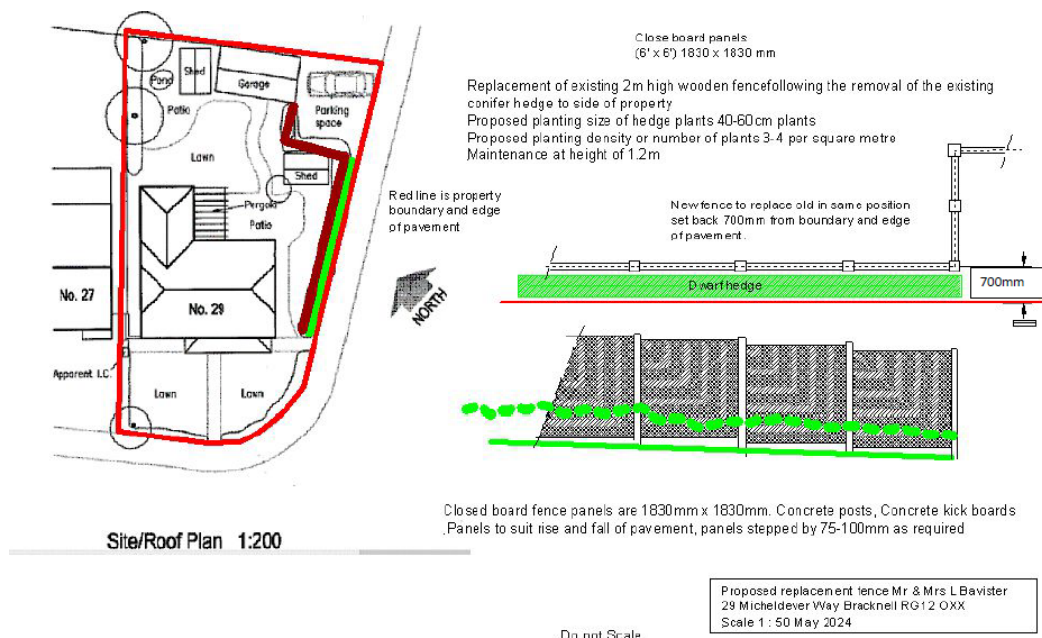 Close board panels
(6' x 6') 1830 x 1830 mm
Replacement of existing 2m high wooden fencefollowing the removal of the existing
conifer hedge to side of property
Proposed planting size of hedge plants 40-60cm plants
Proposed planting density or number of plants 3-4 per square metre
Maintenance at height of 1.2m
Shed
Pond
Garage
Patio
Parking
space
Lawn
Shed
Pergola
Patio
Red line is property
boundary and edge
of pavement
NORTH
No. 27
No. 29
Apparent I.C.
Lawn
Lawn
New fence to replace old in same position
set back 700mm from boundary and edge
of pavement.
Dwarf hedge
700mm
Closed board fence panels are 1830mm x 1830mm. Concrete posts, Concrete kick boards
.Panels to suit rise and fall of pavement, panels stepped by 75-100mm as required
Site/Roof Plan 1:200
Proposed replacement fence Mr & Mrs L Bavister
29 Micheldever Way Bracknell RG12 OXX
Scale 1 : 50 May 2024
Do not Scale